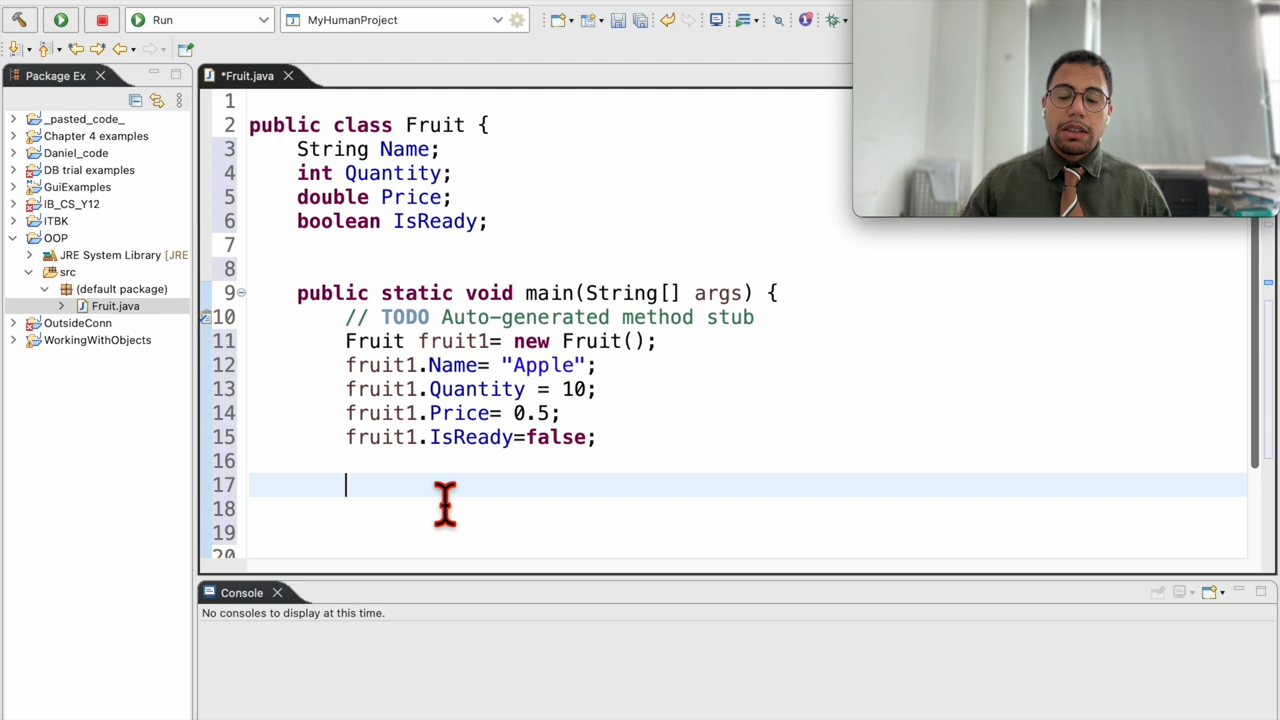 Run
MyHumanProject
Package Ex
*Fruit.java
_pasted_code_
Chapter 4 examples
Daniel_code
DB trial examples
GuiExamples
IB_CS_Y12
ITBK
OOP
JRE System Library [JRE
src
(default package)
Fruit.java
OutsideConn
WorkingWithObjects
1
2 public class Fruit {
3 String Name;
4 int Quantity;
5 double Price;
6 boolean IsReady;
7
8
9 public static void main(String[] args) {
10 // TODO Auto-generated method stub
11 Fruit fruit1= new Fruit();
12 fruit1.Name= "Apple";
13 fruit1.Quantity = 10;
14 fruit1.Price= 0.5;
15 fruit1.IsReady=false;
16
17
18
19
20
Console
No consoles to display at this time.